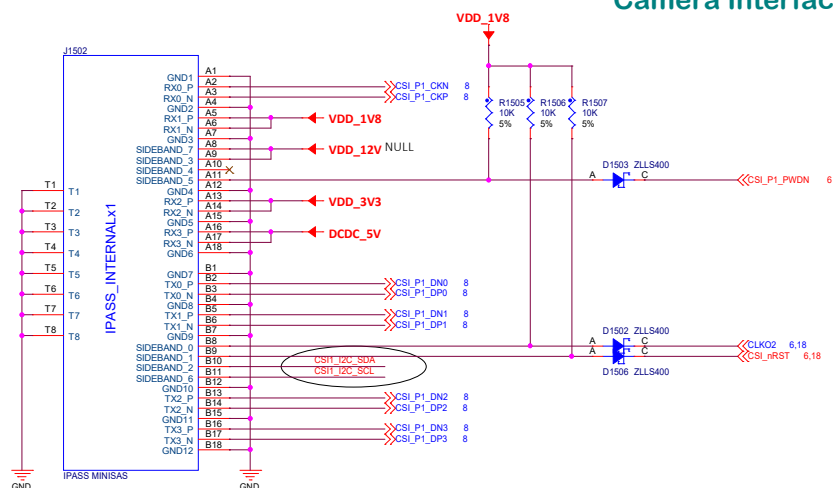 Camera Interfac
VDD_1V8
J1502
GND1 A1
RX0_P A2 CSI_P1_CKN 8
RX0_N A3 CSI_P1_CKP 8
GND2 A4
RX1_P A5 VDD_1V8
RX1_N A6
GND3 A7
SIDEBAND_7 A8 VDD_12V NULL
SIDEBAND_3 A9
SIDEBAND_4 A10
SIDEBAND_5 A11
GND4 A12
RX2_P A13 VDD_3V3
RX2_N A14
GND5 A15
RX3_P A16 DCDC_5V
RX3_N A17
GND6 A18
R1505 R1506 R1507
10K 10K 10K
5% 5% 5%
D1503 ZLLS400
A C CSI_P1_PWDN 6
T1 T1
T2 T2
T3 T3
T4 T4
T5 T5
T6 T6
T7 T7
T8 T8
IPASS_INTERNALx1
GND7 B1
TX0_P B2 CSI_P1_DN0 8
TX0_N B3 CSI_P1_DP0 8
GND8 B4
TX1_P B5 CSI_P1_DN1 8
TX1_N B6 CSI_P1_DP1 8
GND9 B7
D1502 ZLLS400
SIDEBAND_0 B8 A C CLKO2 6,18
SIDEBAND_1 B9 A C CSI_nRST 6,18
D1506 ZLLS400
SIDEBAND_2 B10 CSI1_I2C_SDA
SIDEBAND_6 B11 CSI1_I2C_SCL
GND10 B12
TX2_P B13 CSI_P1_DN2 8
TX2_N B14 CSI_P1_DP2 8
GND11 B15
TX3_P B16 CSI_P1_DN3 8
TX3_N B17 CSI_P1_DP3 8
GND12 B18
IPASS MINISAS
GND GND